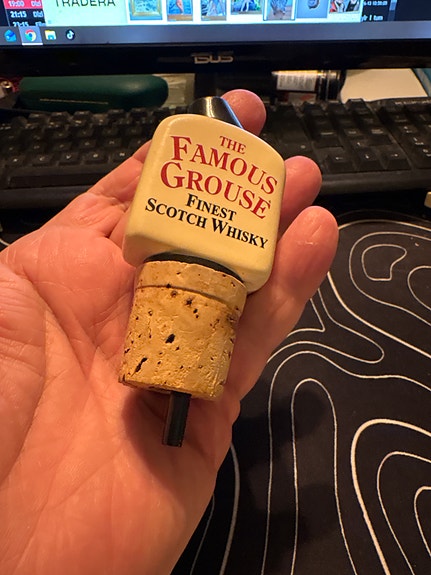 TRADERA
THE
FAMOUS
GROUSE
FINEST
SCOTCH WHISKY
ASUS